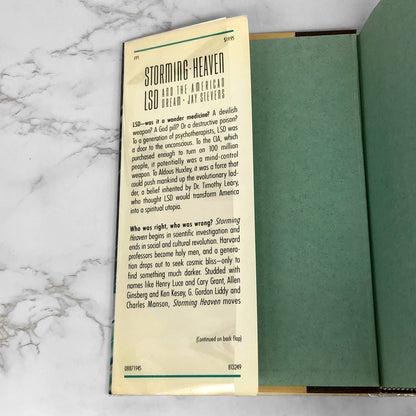 FPT
$19.95
STORMING HEAVEN
LSD AND THE AMERICAN
DREAM • JAY STEVENS
LSD—was it a wonder medicine? A devilish
weapon? A God pill? Or a destructive poison?
To a generation of psychotherapists, LSD was
a door to the unconscious. To the CIA, which
purchased enough to turn on 100 million
people, it potentially was a mind-control
weapon. To Aldous Huxley, it was a force that
could push mankind up the evolutionary lad-
der, a belief inherited by Dr. Timothy Leary,
who thought LSD would transform America
into a spiritual utopia.
Who was right, who was wrong? Storming
Heaven begins in scientific investigation and
ends in social and cultural revolution. Harvard
professors become holy men, and a genera-
tion drops out to seek cosmic bliss—only to
find something much darker. Studded with
names like Henry Luce and Cary Grant, Allen
Ginsberg and Ken Kesey, G. Gordon Liddy and
Charles Manson, Storming Heaven moves
(Continued on back flap)
08871945
813249